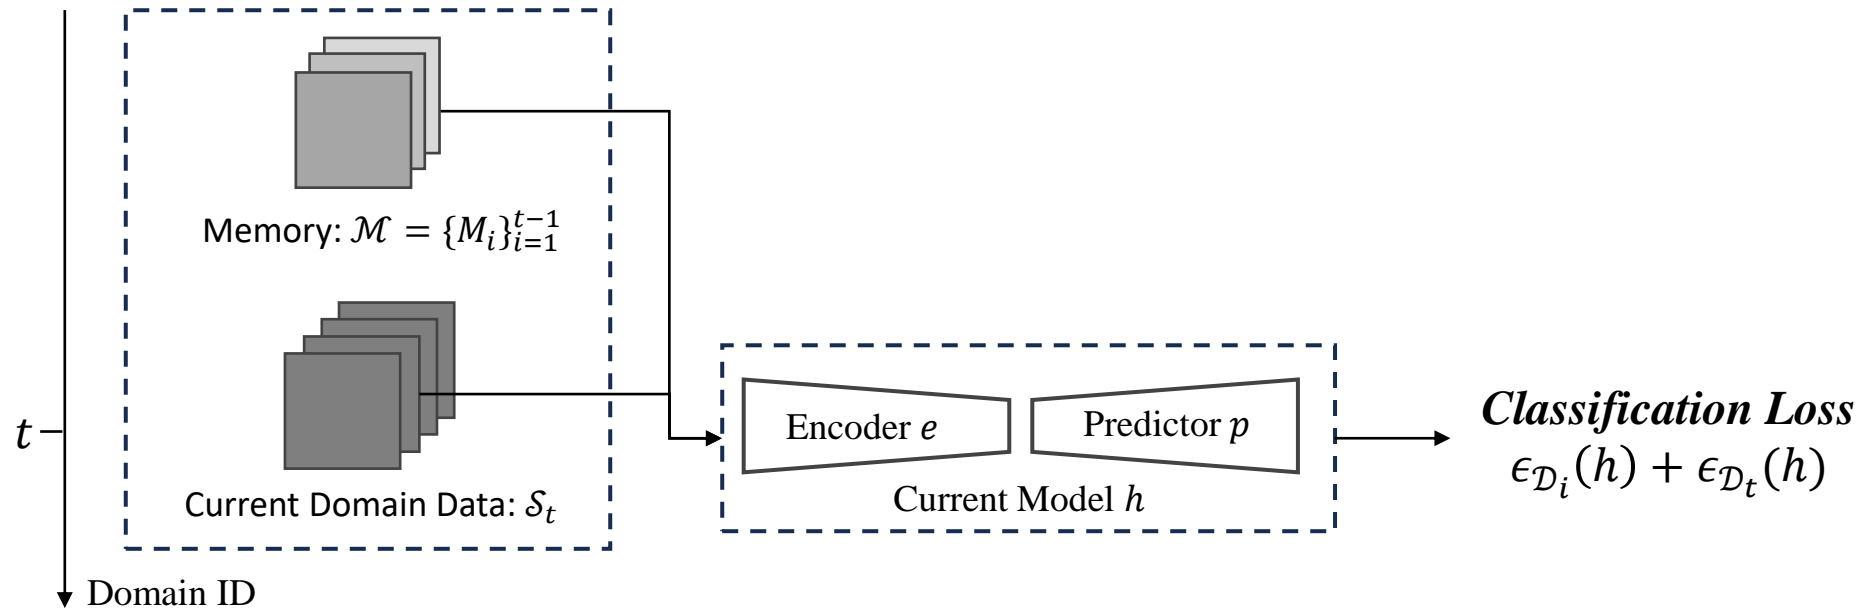 Memory: ℳ = {M_i}_{i=1}^{t−1}
t
Current Domain Data: 𝒮_t
Encoder e
Predictor p
Current Model h
Classification Loss
ϵ_{𝒟_i}(h) + ϵ_{𝒟_t}(h)
Domain ID